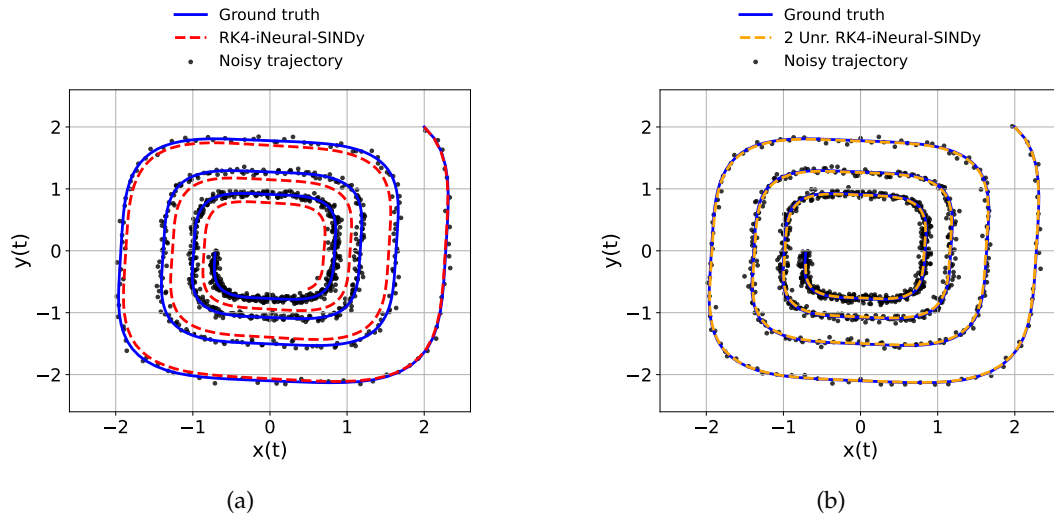 Ground truth
RK4-iNeural-SINDy
Noisy trajectory
y(t)
2
1
0
−1
−2
−2
−1
0
1
2
x(t)
(a)
Ground truth
2 Unr. RK4-iNeural-SINDy
Noisy trajectory
y(t)
2
1
0
−1
−2
−2
−1
0
1
2
x(t)
(b)